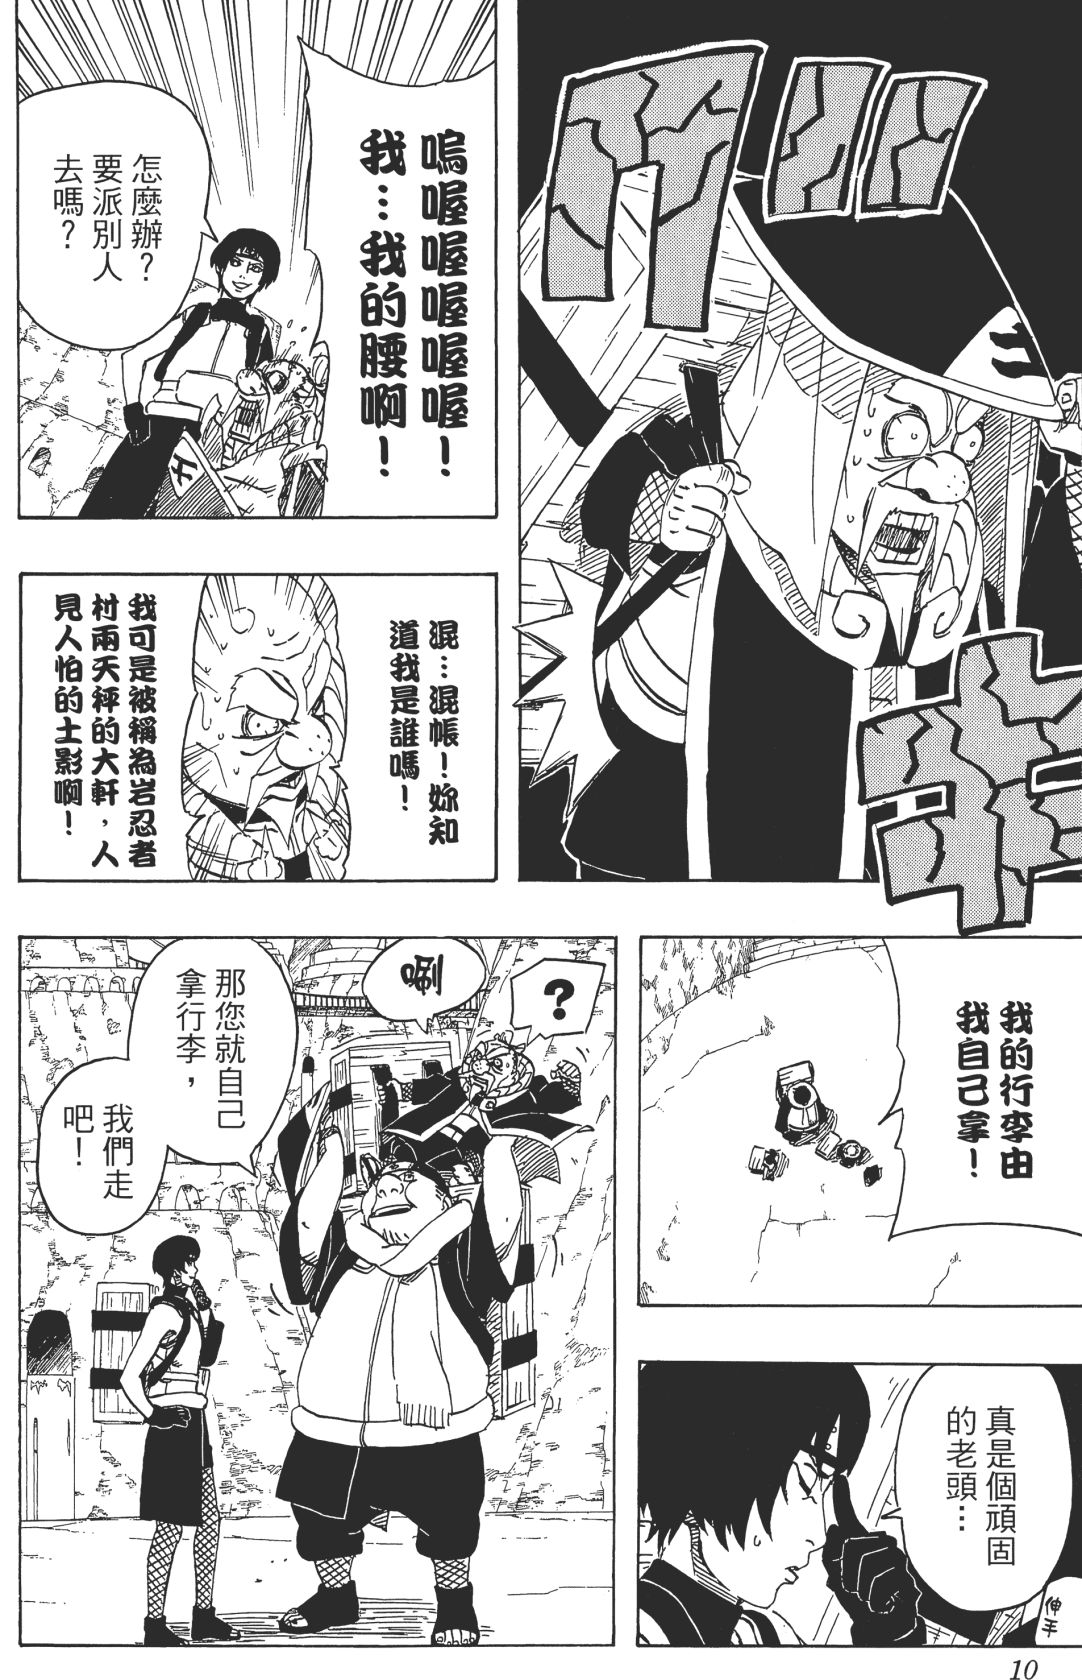 土
嗚喔喔喔喔喔！
我…我的腰啊！
怎麼辦？
要派別人
去嗎？
混…混帳！妳知
道我是誰嗎！
我可是被稱為岩忍者
村兩天秤的大軒，人
見人怕的土影啊！
我的行李由
我自己拿！
真是個頑固
的老頭…
伸手
？
唰
那您就自己
拿行李，
我們走
吧！
10